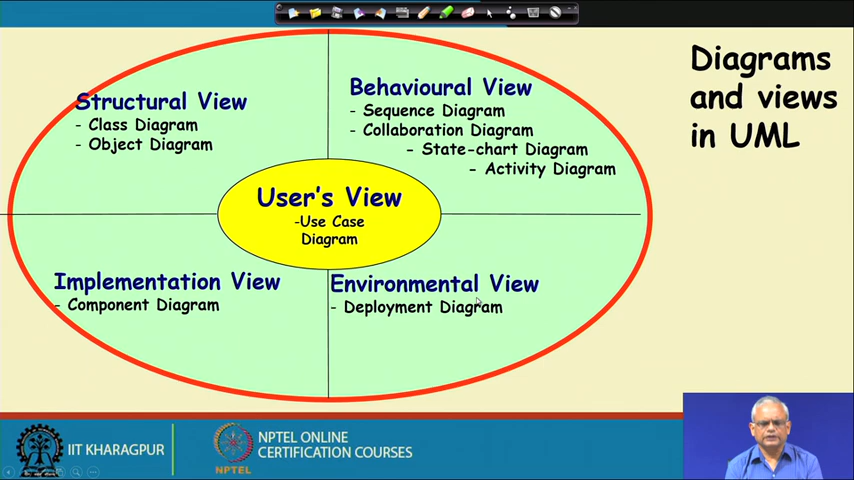 Diagrams
and views
in UML
Structural View
- Class Diagram
- Object Diagram
Behavioural View
- Sequence Diagram
- Collaboration Diagram
- State-chart Diagram
- Activity Diagram
User's View
-Use Case
Diagram
Implementation View
- Component Diagram
Environmental View
- Deployment Diagram
IIT KHARAGPUR
NPTEL
NPTEL ONLINE
CERTIFICATION COURSES